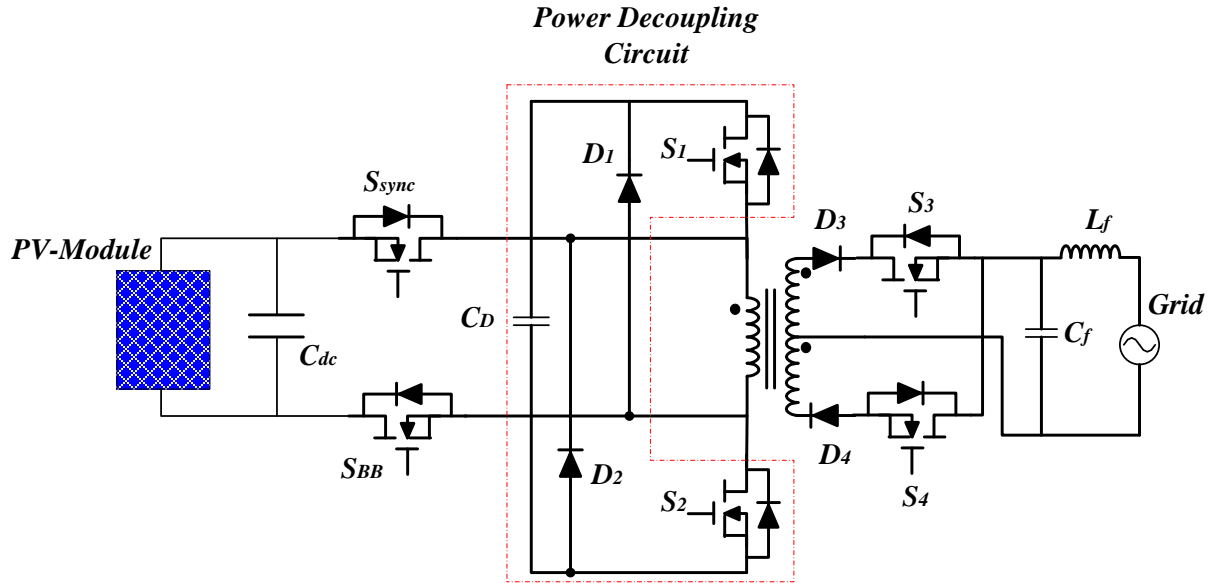 Power Decoupling
Circuit
D1
S1
Ssync
D3
S3
Lf
PV-Module
Grid
CD
Cf
Cdc
D4
SBB
D2
S2
S4